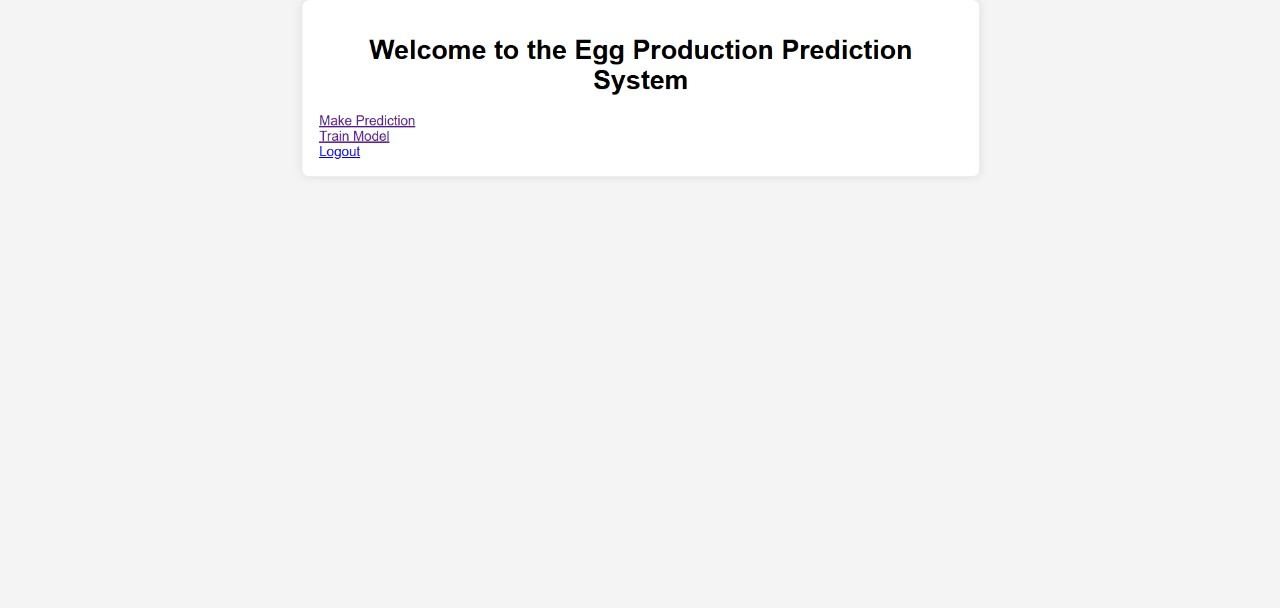 Welcome to the Egg Production Prediction
System
Make Prediction
Train Model
Logout